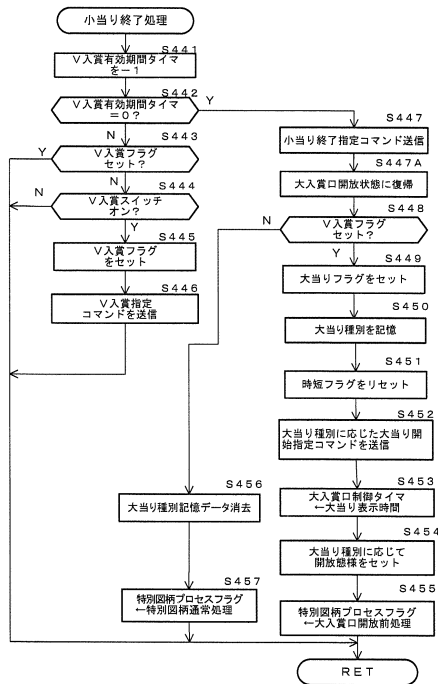 小当り終了処理
S441
V入賞有効期間タイマ
を－1
S442
V入賞有効期間タイマ
＝0？
Y
N
S443
V入賞フラグ
セット？
Y
N
S444
V入賞スイッチ
オン？
N
Y
S445
V入賞フラグ
をセット
S446
V入賞指定
コマンドを送信
S447
小当り終了指定コマンド送信
S447A
大入賞口開放状態に復帰
S448
V入賞フラグ
セット？
N
Y
S449
大当りフラグをセット
S450
大当り種別を記憶
S451
時短フラグをリセット
S452
大当り種別に応じた大当り開
始指定コマンドを送信
S453
大入賞口制御タイマ
←大当り表示時間
S454
大当り種別に応じて
開放態様をセット
S455
特別図柄プロセスフラグ
←大入賞口開放前処理
S456
大当り種別記憶データ消去
S457
特別図柄プロセスフラグ
←特別図柄通常処理
RET